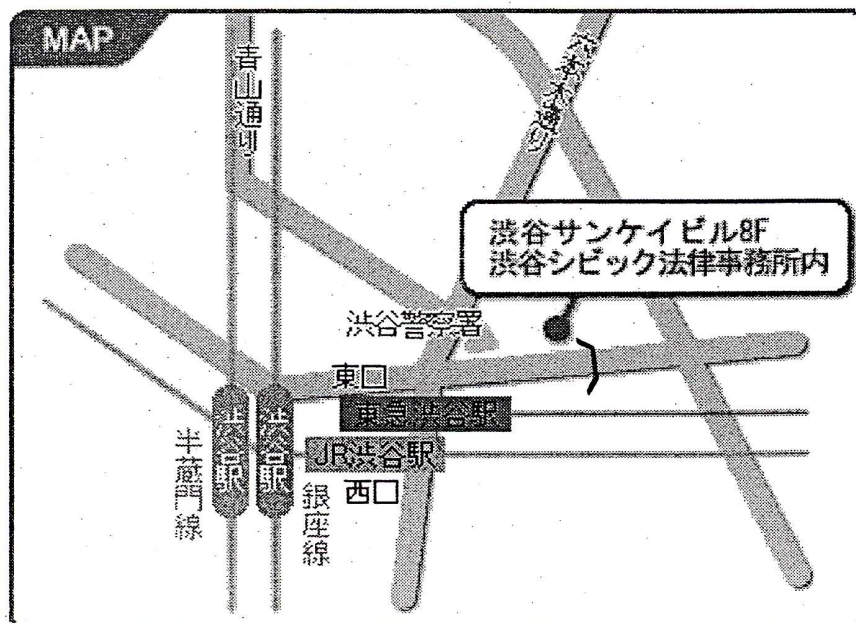 MAP
青山通り
六本木通り
渋谷サンケイビル8F
渋谷シビック法律事務所内
渋谷警察署
東口
東急 渋谷駅
渋谷駅
渋谷駅
JR渋谷駅
半蔵門線
銀座線
西口